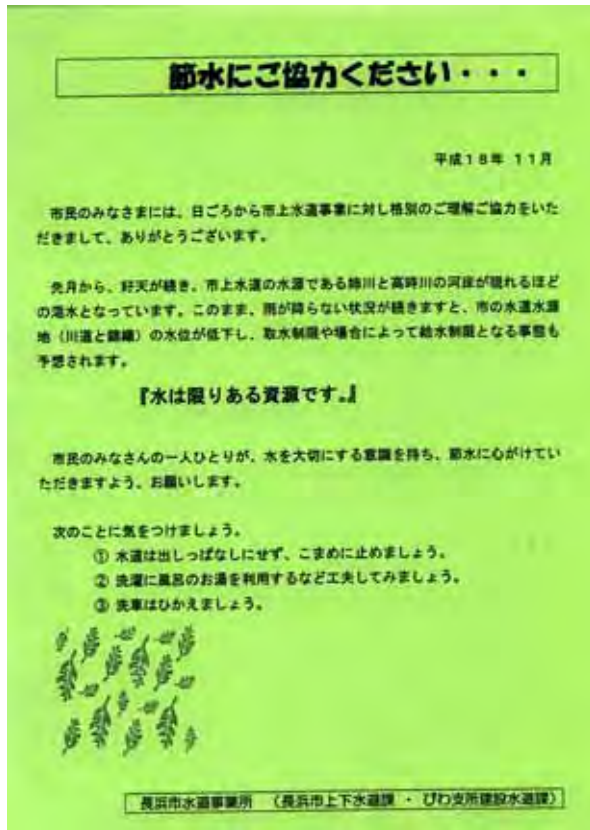 節水にご協力ください・・・
平成18年 11月
市民のみなさまには、日ごろから市上水道事業に対し格別のご理解ご協力をいた
だきまして、ありがとうございます。
先月から、好天が続き、市上水道の水源である姉川と高時川の河床が現れるほど
の渇水となっています。このまま、雨が降らない状況が続きますと、市の水道水源
地（川道と錦織）の水位が低下し、取水制限や場合によって給水制限となる事態も
予想されます。
『水は限りある資源です。』
市民のみなさんの一人ひとりが、水を大切にする意識を持ち、節水に心がけてい
ただきますよう、お願いします。
次のことに気をつけましょう。
① 水道は出しっぱなしにせず、こまめに止めましょう。
② 洗濯に風呂のお湯を利用するなど工夫してみましょう。
③ 洗車はひかえましょう。
長浜市水道事業所 （長浜市上下水道課 ・ びわ支所建設水道課）